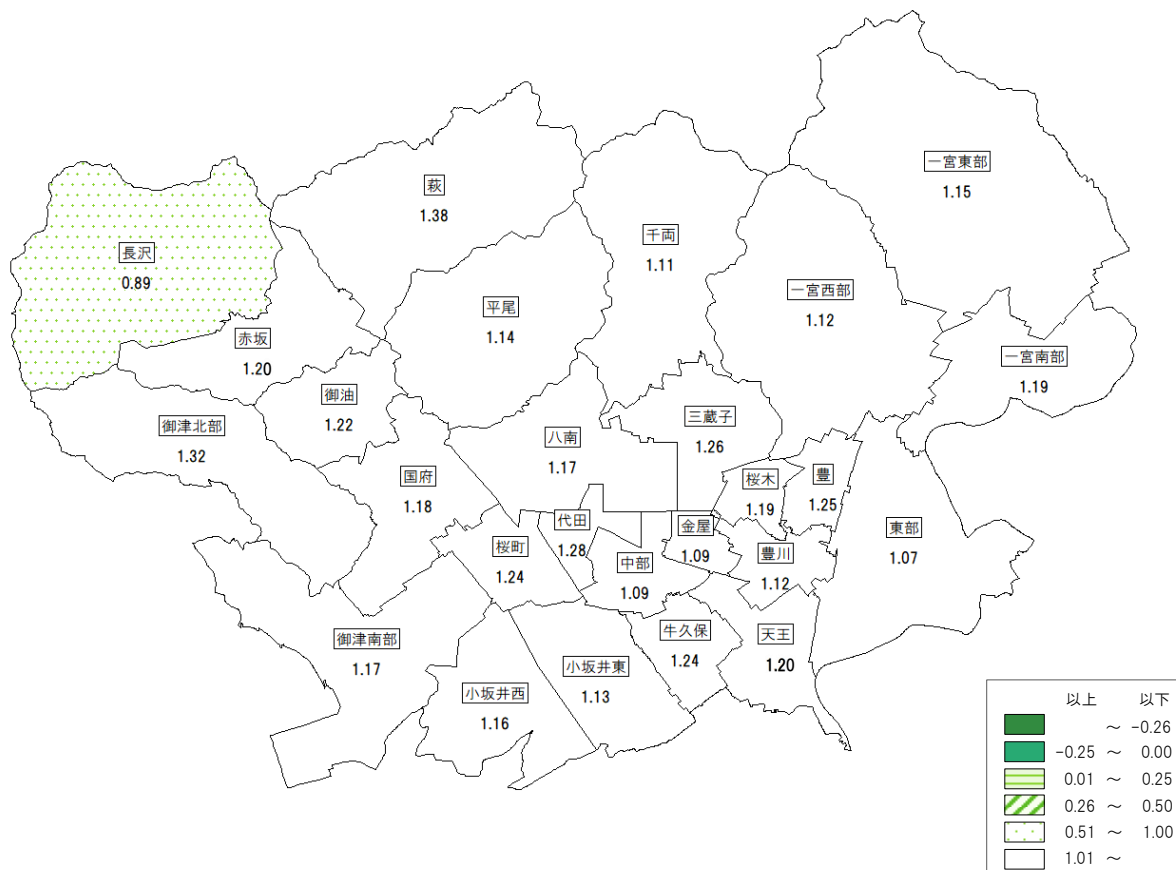 一宮東部
1.15
萩
1.38
千両
1.11
長沢
0.89
一宮西部
1.12
平尾
1.14
赤坂
1.20
一宮南部
1.19
御油
1.22
三蔵子
1.26
御津北部
1.32
八南
1.17
国府
1.18
桜木
1.19
豊
1.25
代田
1.28
金屋
1.09
東部
1.07
桜町
1.24
中部
1.09
豊川
1.12
御津南部
1.17
牛久保
1.24
天王
1.20
小坂井東
1.13
小坂井西
1.16
以上 以下
～ -0.26
-0.25 ～ 0.00
0.01 ～ 0.25
0.26 ～ 0.50
0.51 ～ 1.00
1.01 ～